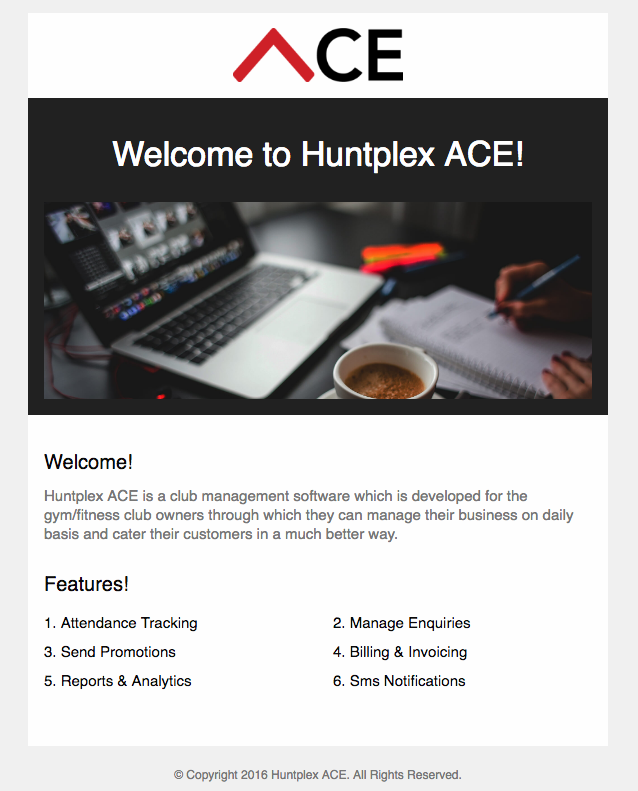 ACE
Welcome to Huntplex ACE!
Welcome!
Huntplex ACE is a club management software which is developed for the
gym/fitness club owners through which they can manage their business on daily
basis and cater their customers in a much better way.
Features!
1. Attendance Tracking
2. Manage Enquiries
3. Send Promotions
4. Billing & Invoicing
5. Reports & Analytics
6. Sms Notifications
© Copyright 2016 Huntplex ACE. All Rights Reserved.